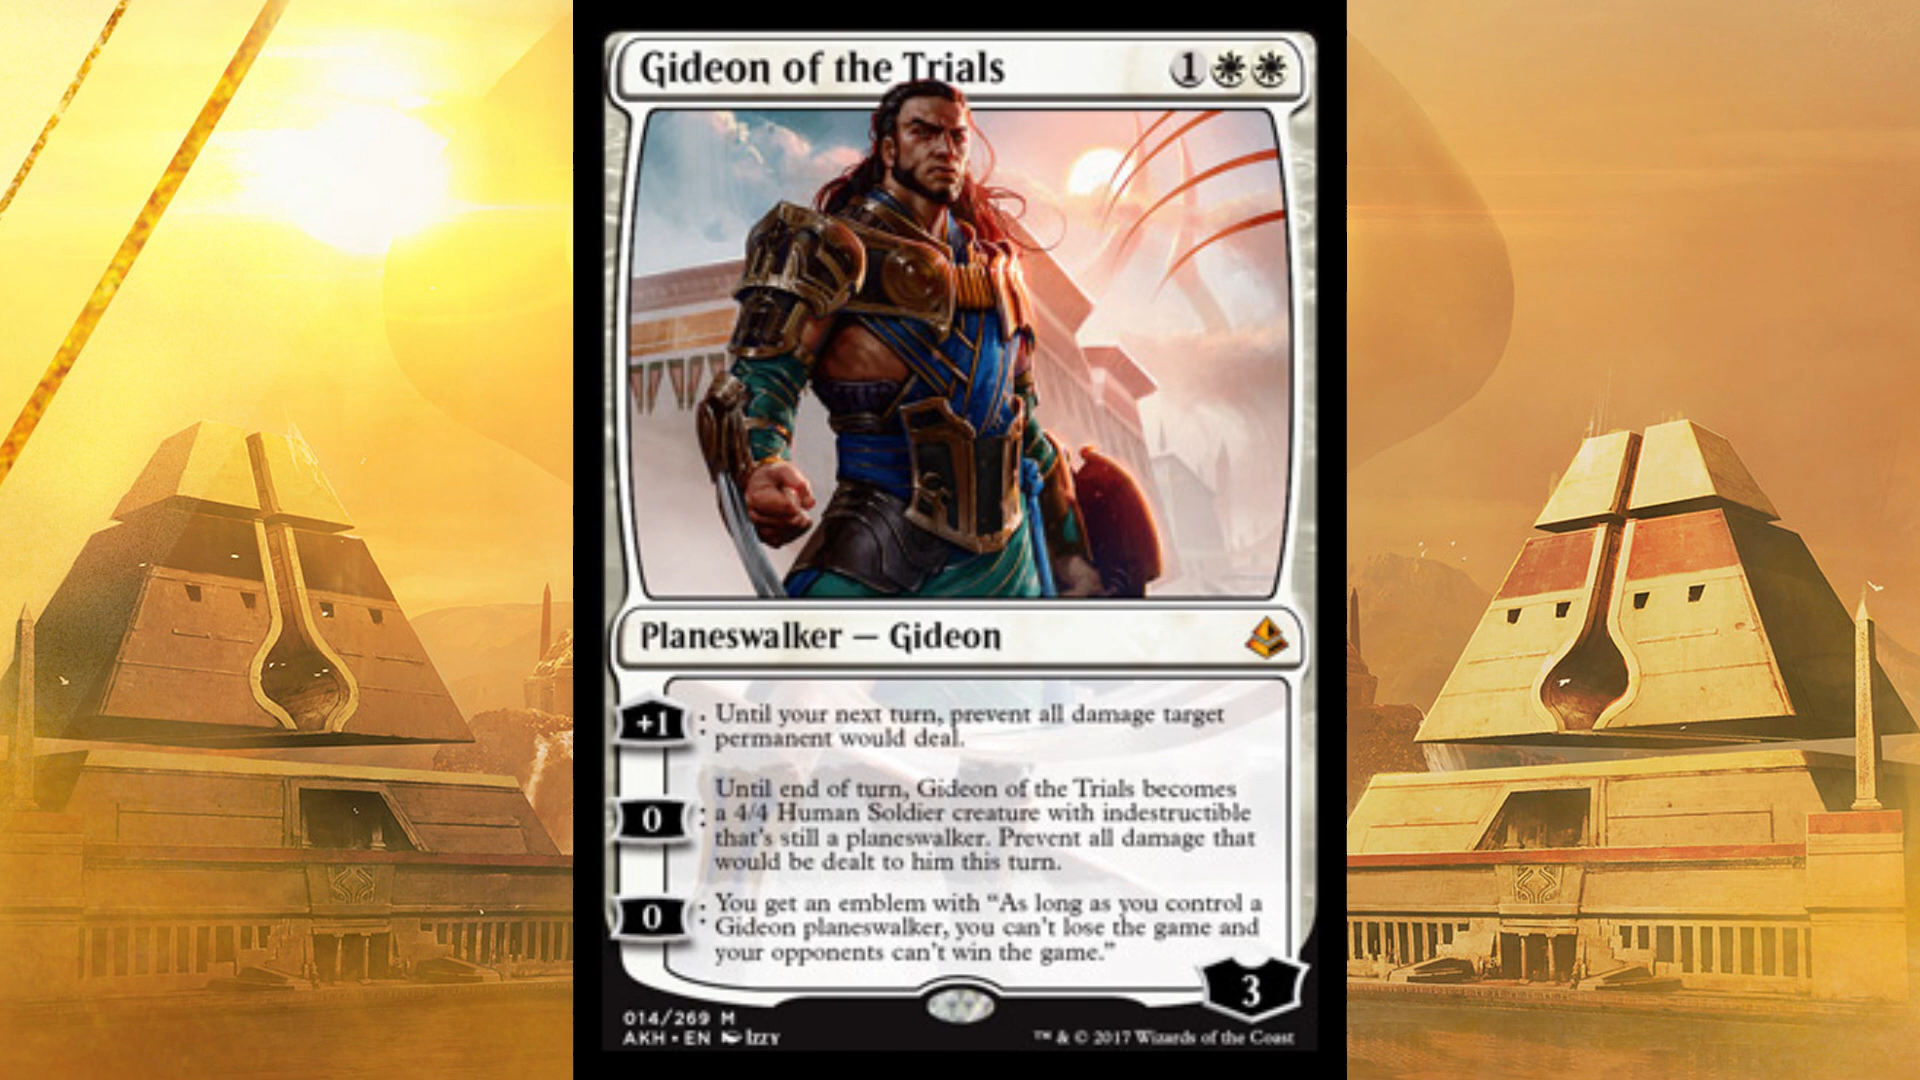 Gideon of the Trials 1
Planeswalker — Gideon
+1 : Until your next turn, prevent all damage target
permanent would deal.
Until end of turn, Gideon of the Trials becomes
0 : a 4/4 Human Soldier creature with indestructible
that's still a planeswalker. Prevent all damage that
would be dealt to him this turn.
You get an emblem with “As long as you control a
0 : Gideon planeswalker, you can't lose the game and
your opponents can't win the game.”
3
014/269 M
AKH • EN Izzy
™ & © 2017 Wizards of the Coast